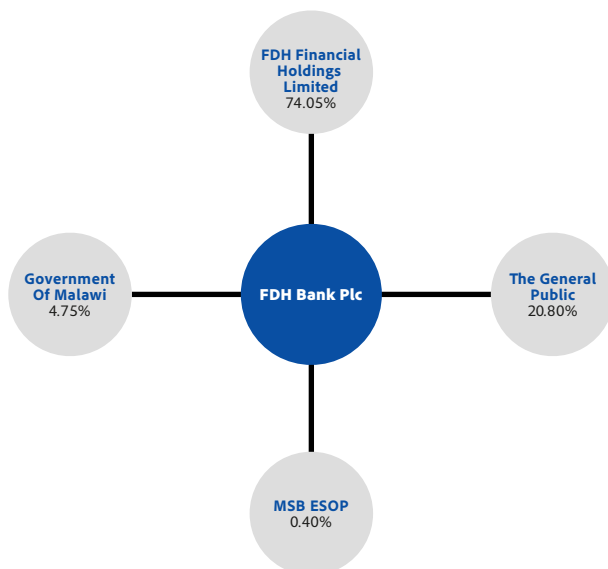 FDH Financial
Holdings
Limited
74.05%
Government
Of Malawi
4.75%
FDH Bank Plc
The General
Public
20.80%
MSB ESOP
0.40%